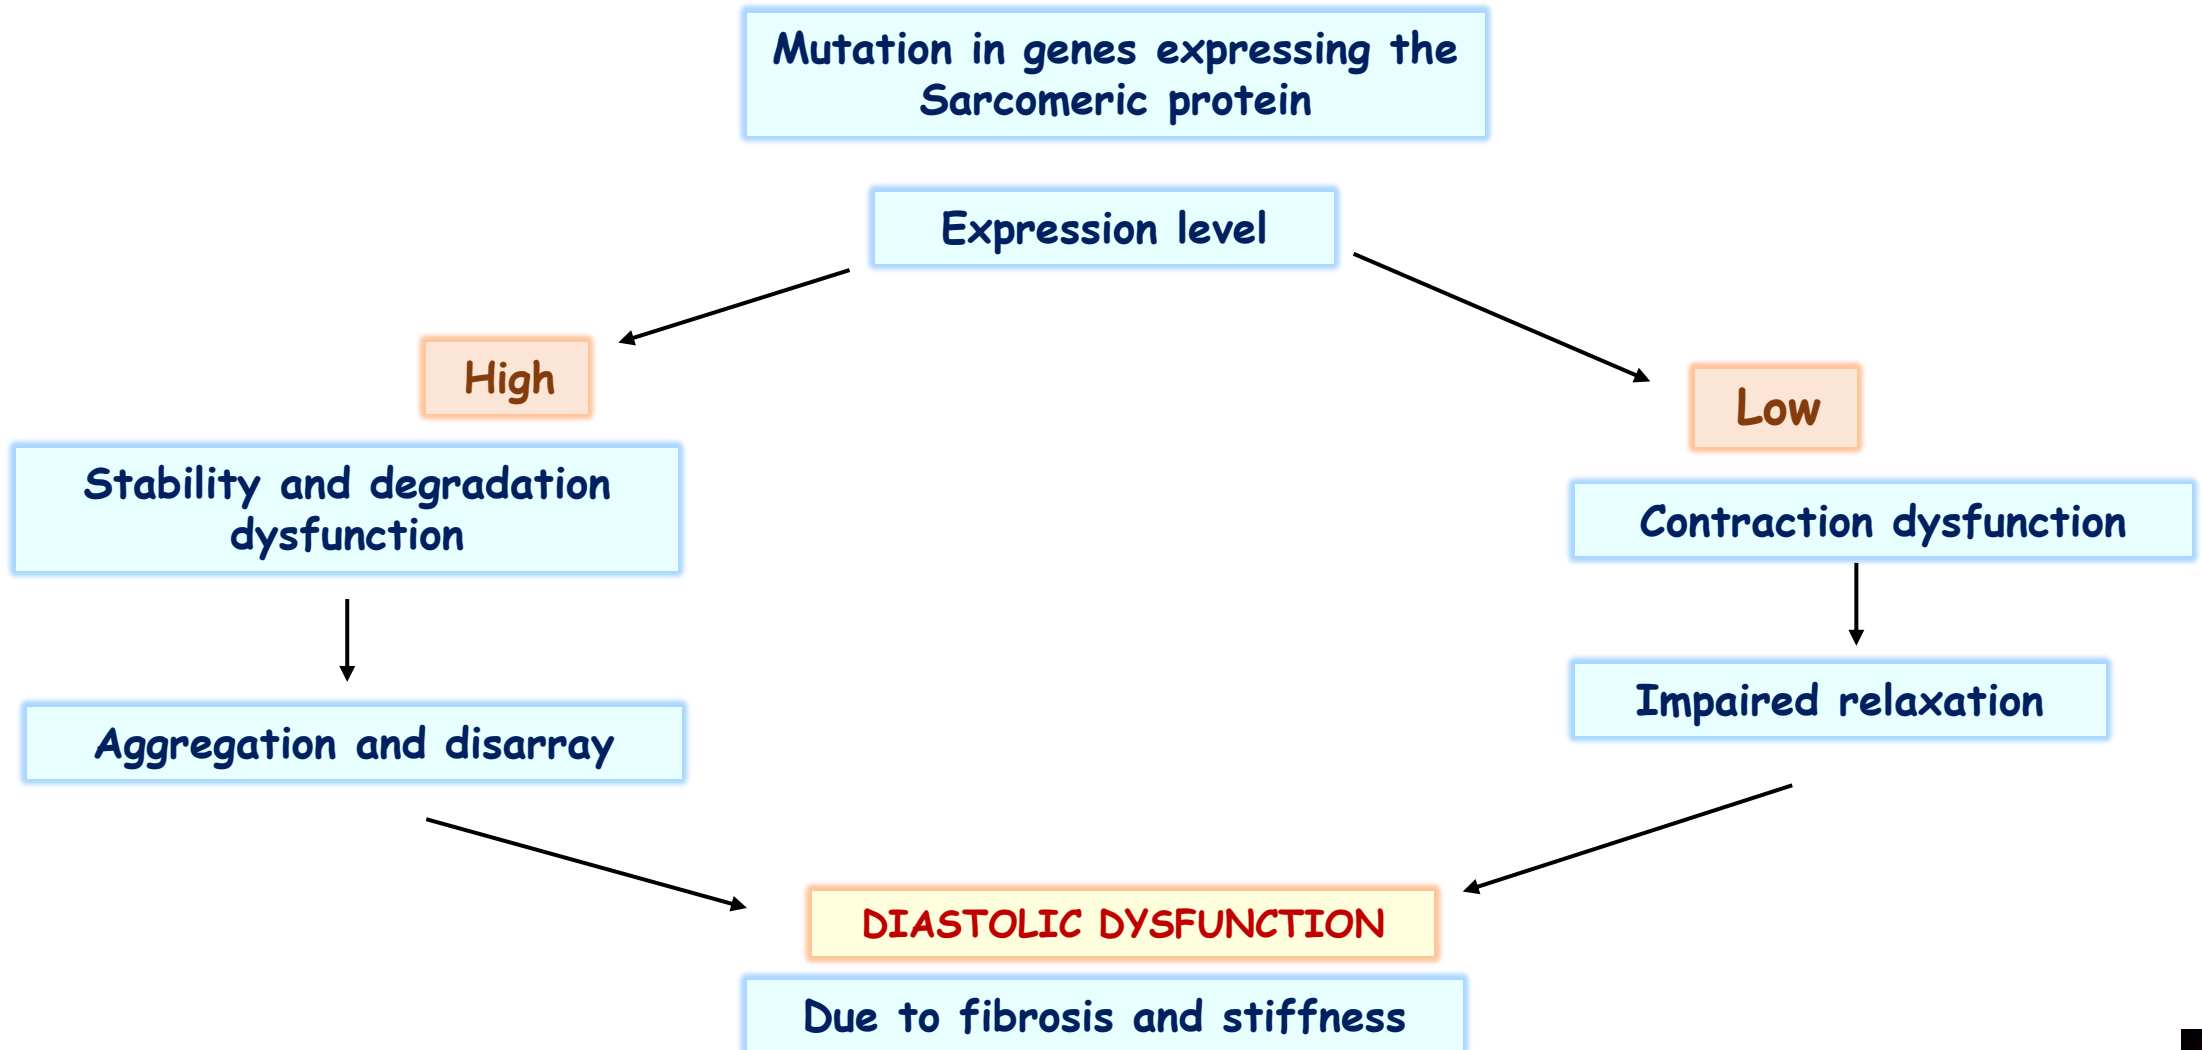 Mutation in genes expressing the
Sarcomeric protein
Expression level
High
Low
Stability and degradation
dysfunction
Contraction dysfunction
Aggregation and disarray
Impaired relaxation
DIASTOLIC DYSFUNCTION
Due to fibrosis and stiffness